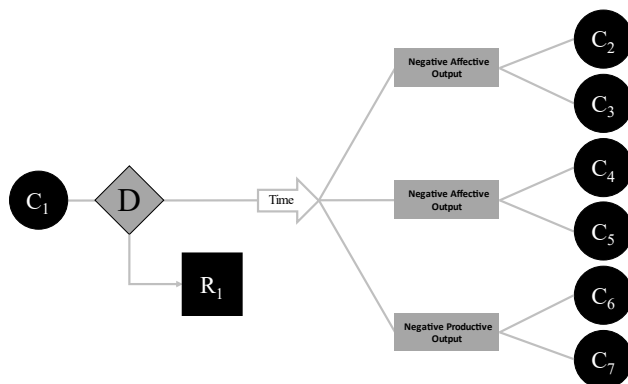 Negative Affective
Output
C2
C3
C1
D
Time
Negative Affective
Output
C4
C5
R1
Negative Productive
Output
C6
C7